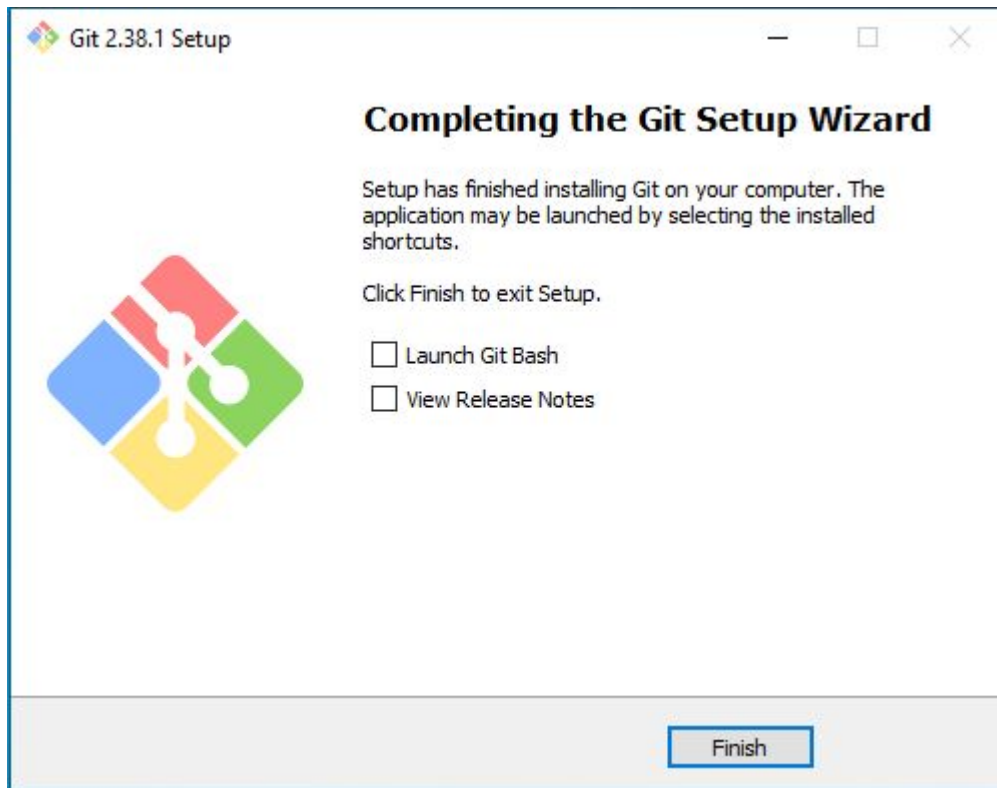 Git 2.38.1 Setup
Completing the Git Setup Wizard
Setup has finished installing Git on your computer. The
application may be launched by selecting the installed
shortcuts.
Click Finish to exit Setup.
Launch Git Bash
View Release Notes
Finish